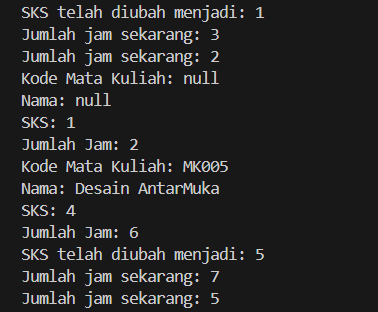 SKS telah diubah menjadi: 1
Jumlah jam sekarang: 3
Jumlah jam sekarang: 2
Kode Mata Kuliah: null
Nama: null
SKS: 1
Jumlah Jam: 2
Kode Mata Kuliah: MK005
Nama: Desain AntarMuka
SKS: 4
Jumlah Jam: 6
SKS telah diubah menjadi: 5
Jumlah jam sekarang: 7
Jumlah jam sekarang: 5